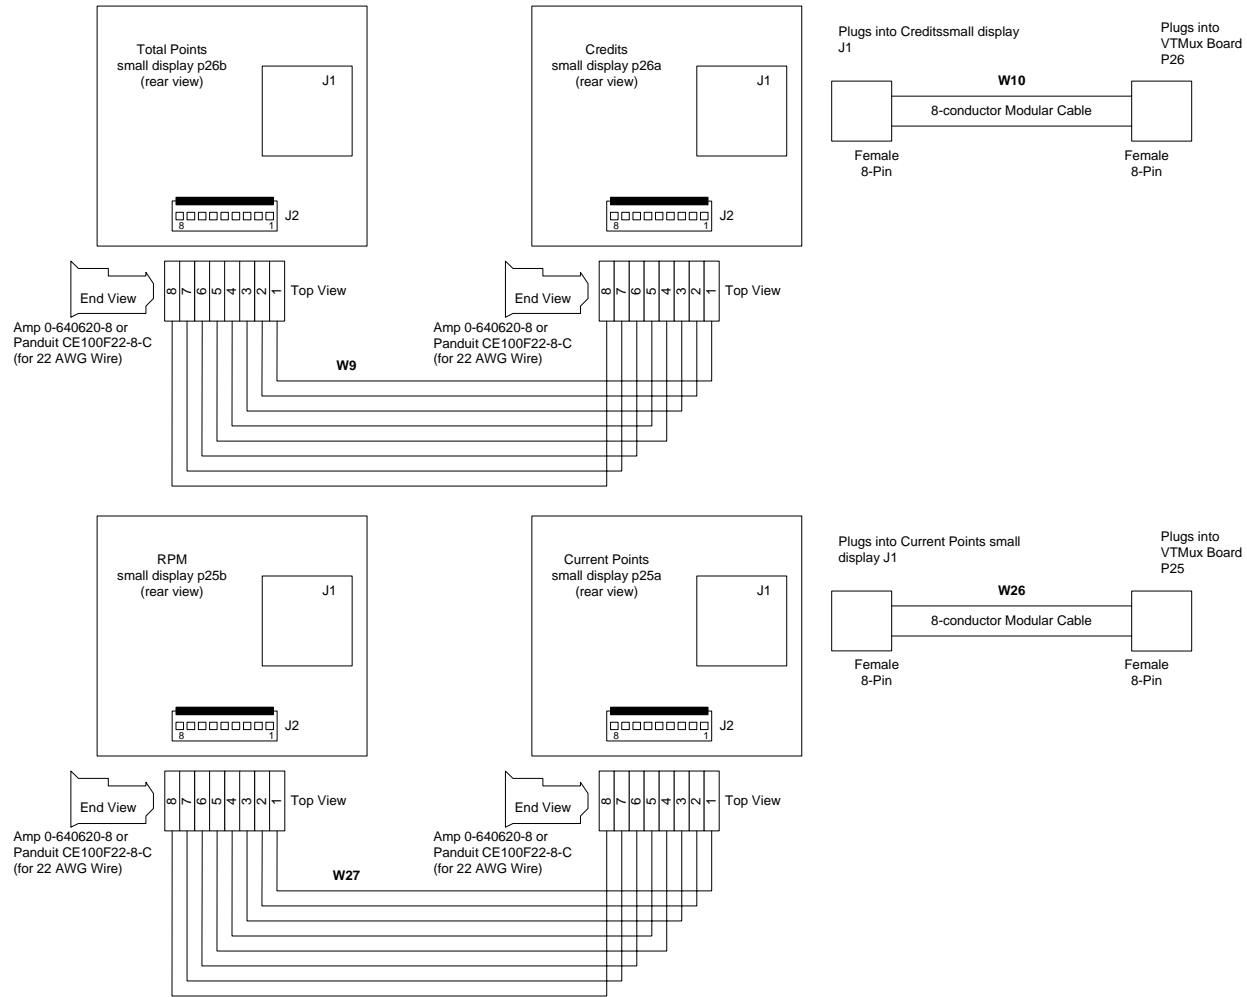 Total Points
small display p26b
(rear view)
J1
J2
8
1
Credits
small display p26a
(rear view)
J1
J2
8
1
Plugs into Creditssmall display
J1
Plugs into
VTMux Board
P26
W10
8-conductor Modular Cable
Female
8-Pin
Female
8-Pin
End View
8 7 6 5 4 3 2 1
Top View
Amp 0-640620-8 or
Panduit CE100F22-8-C
(for 22 AWG Wire)
End View
8 7 6 5 4 3 2 1
Top View
Amp 0-640620-8 or
Panduit CE100F22-8-C
(for 22 AWG Wire)
W9
RPM
small display p25b
(rear view)
J1
J2
8
1
Current Points
small display p25a
(rear view)
J1
J2
8
1
Plugs into Current Points small
display J1
Plugs into
VTMux Board
P25
W26
8-conductor Modular Cable
Female
8-Pin
Female
8-Pin
End View
8 7 6 5 4 3 2 1
Top View
Amp 0-640620-8 or
Panduit CE100F22-8-C
(for 22 AWG Wire)
End View
8 7 6 5 4 3 2 1
Top View
Amp 0-640620-8 or
Panduit CE100F22-8-C
(for 22 AWG Wire)
W27